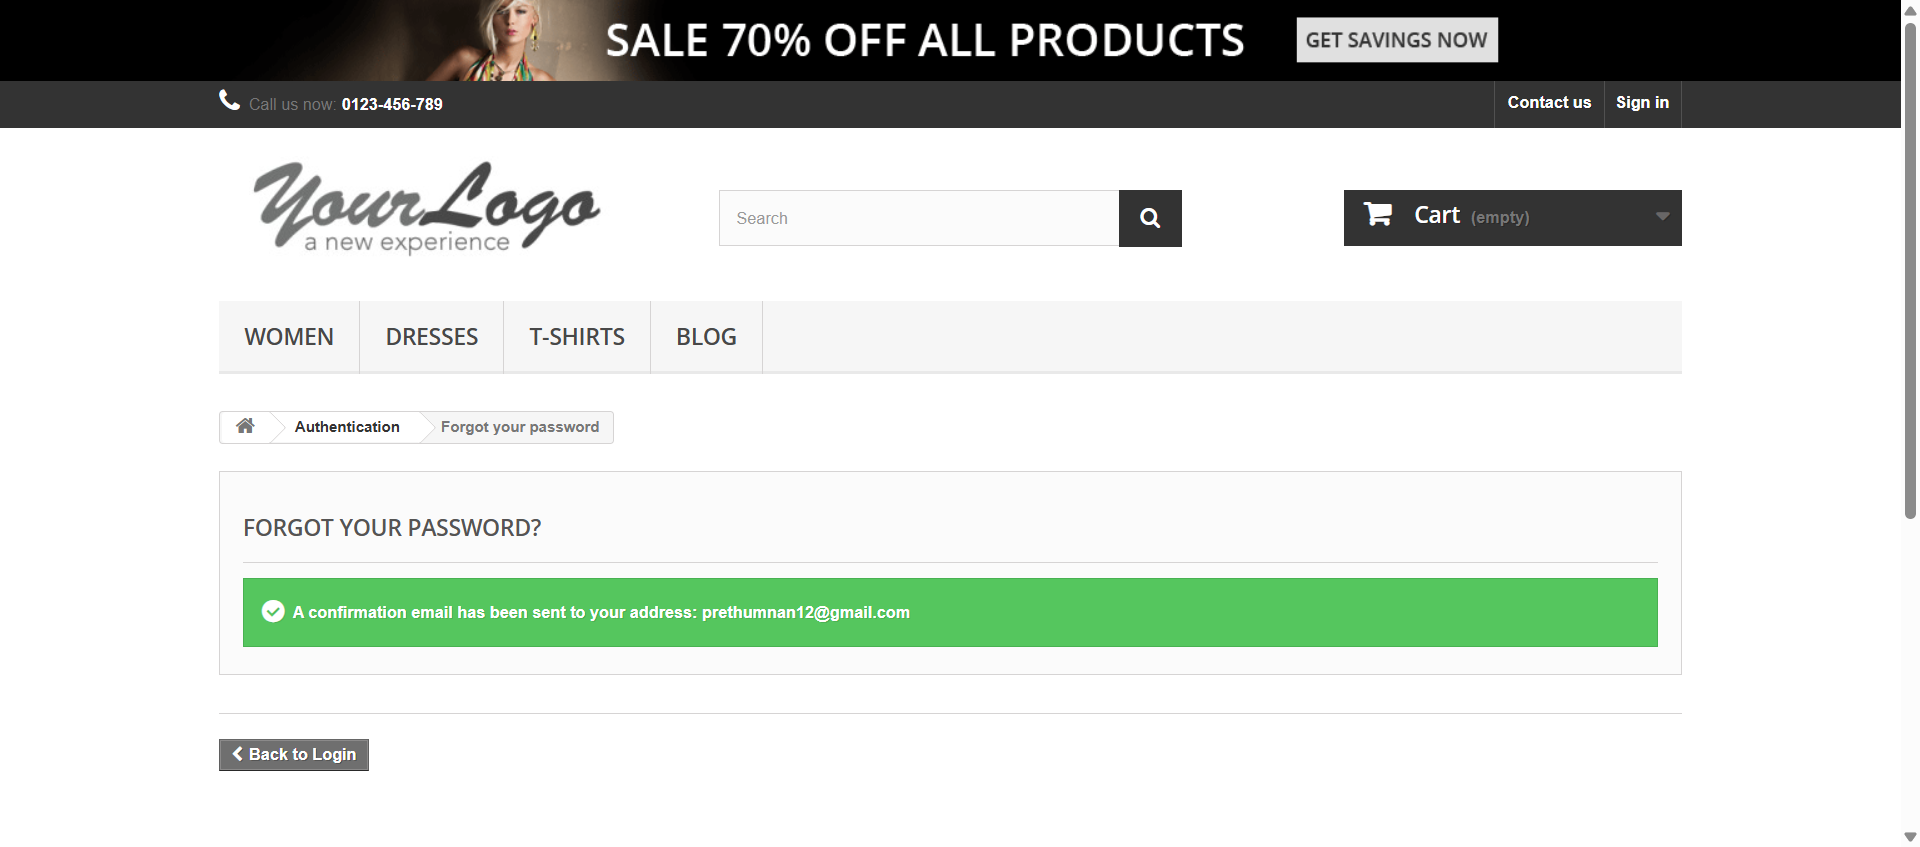 SALE 70% OFF ALL PRODUCTS
GET SAVINGS NOW
Call us now: 0123-456-789
Contact us
Sign in
YourLogo
a new experience
Search
Cart (empty)
WOMEN
DRESSES
T-SHIRTS
BLOG
Authentication
Forgot your password
FORGOT YOUR PASSWORD?
A confirmation email has been sent to your address: prethumnan12@gmail.com
Back to Login